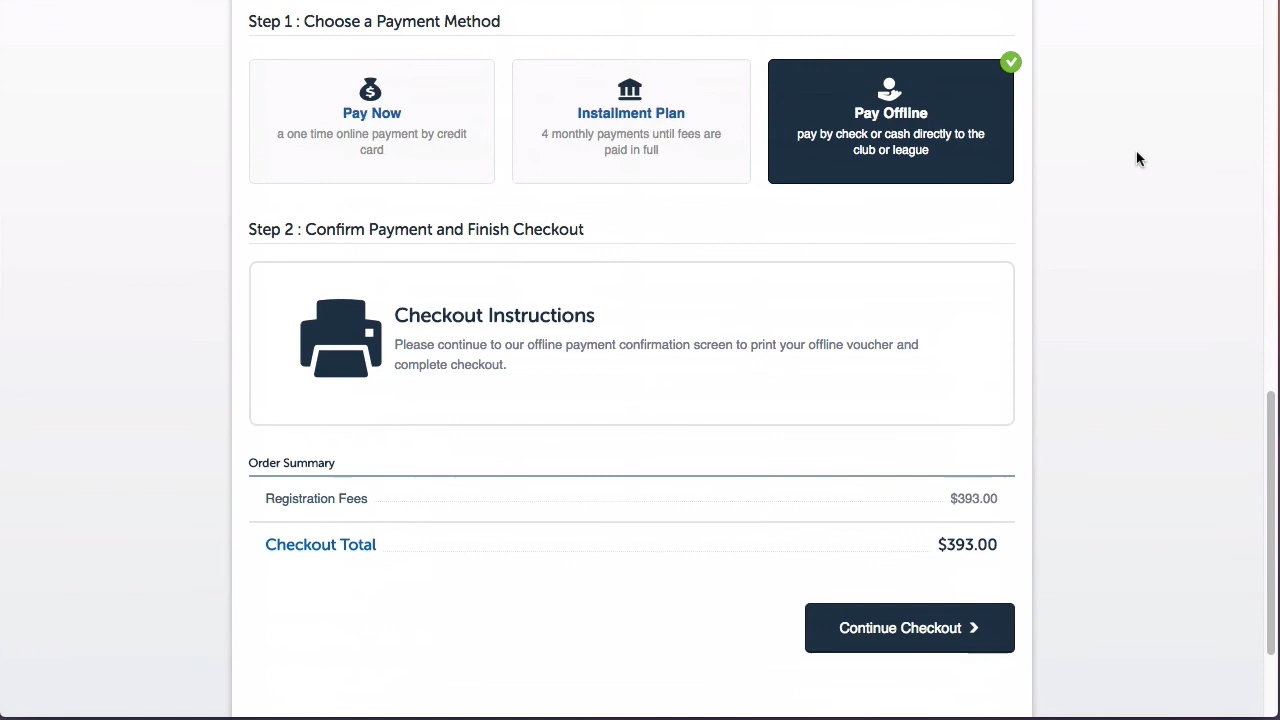 Step 1 : Choose a Payment Method
Pay Now
a one time online payment by credit
card
Installment Plan
4 monthly payments until fees are
paid in full
Pay Offline
pay by check or cash directly to the
club or league
Step 2 : Confirm Payment and Finish Checkout
Checkout Instructions
Please continue to our offline payment confirmation screen to print your offline voucher and
complete checkout.
Order Summary
Registration Fees $393.00
Checkout Total $393.00
Continue Checkout